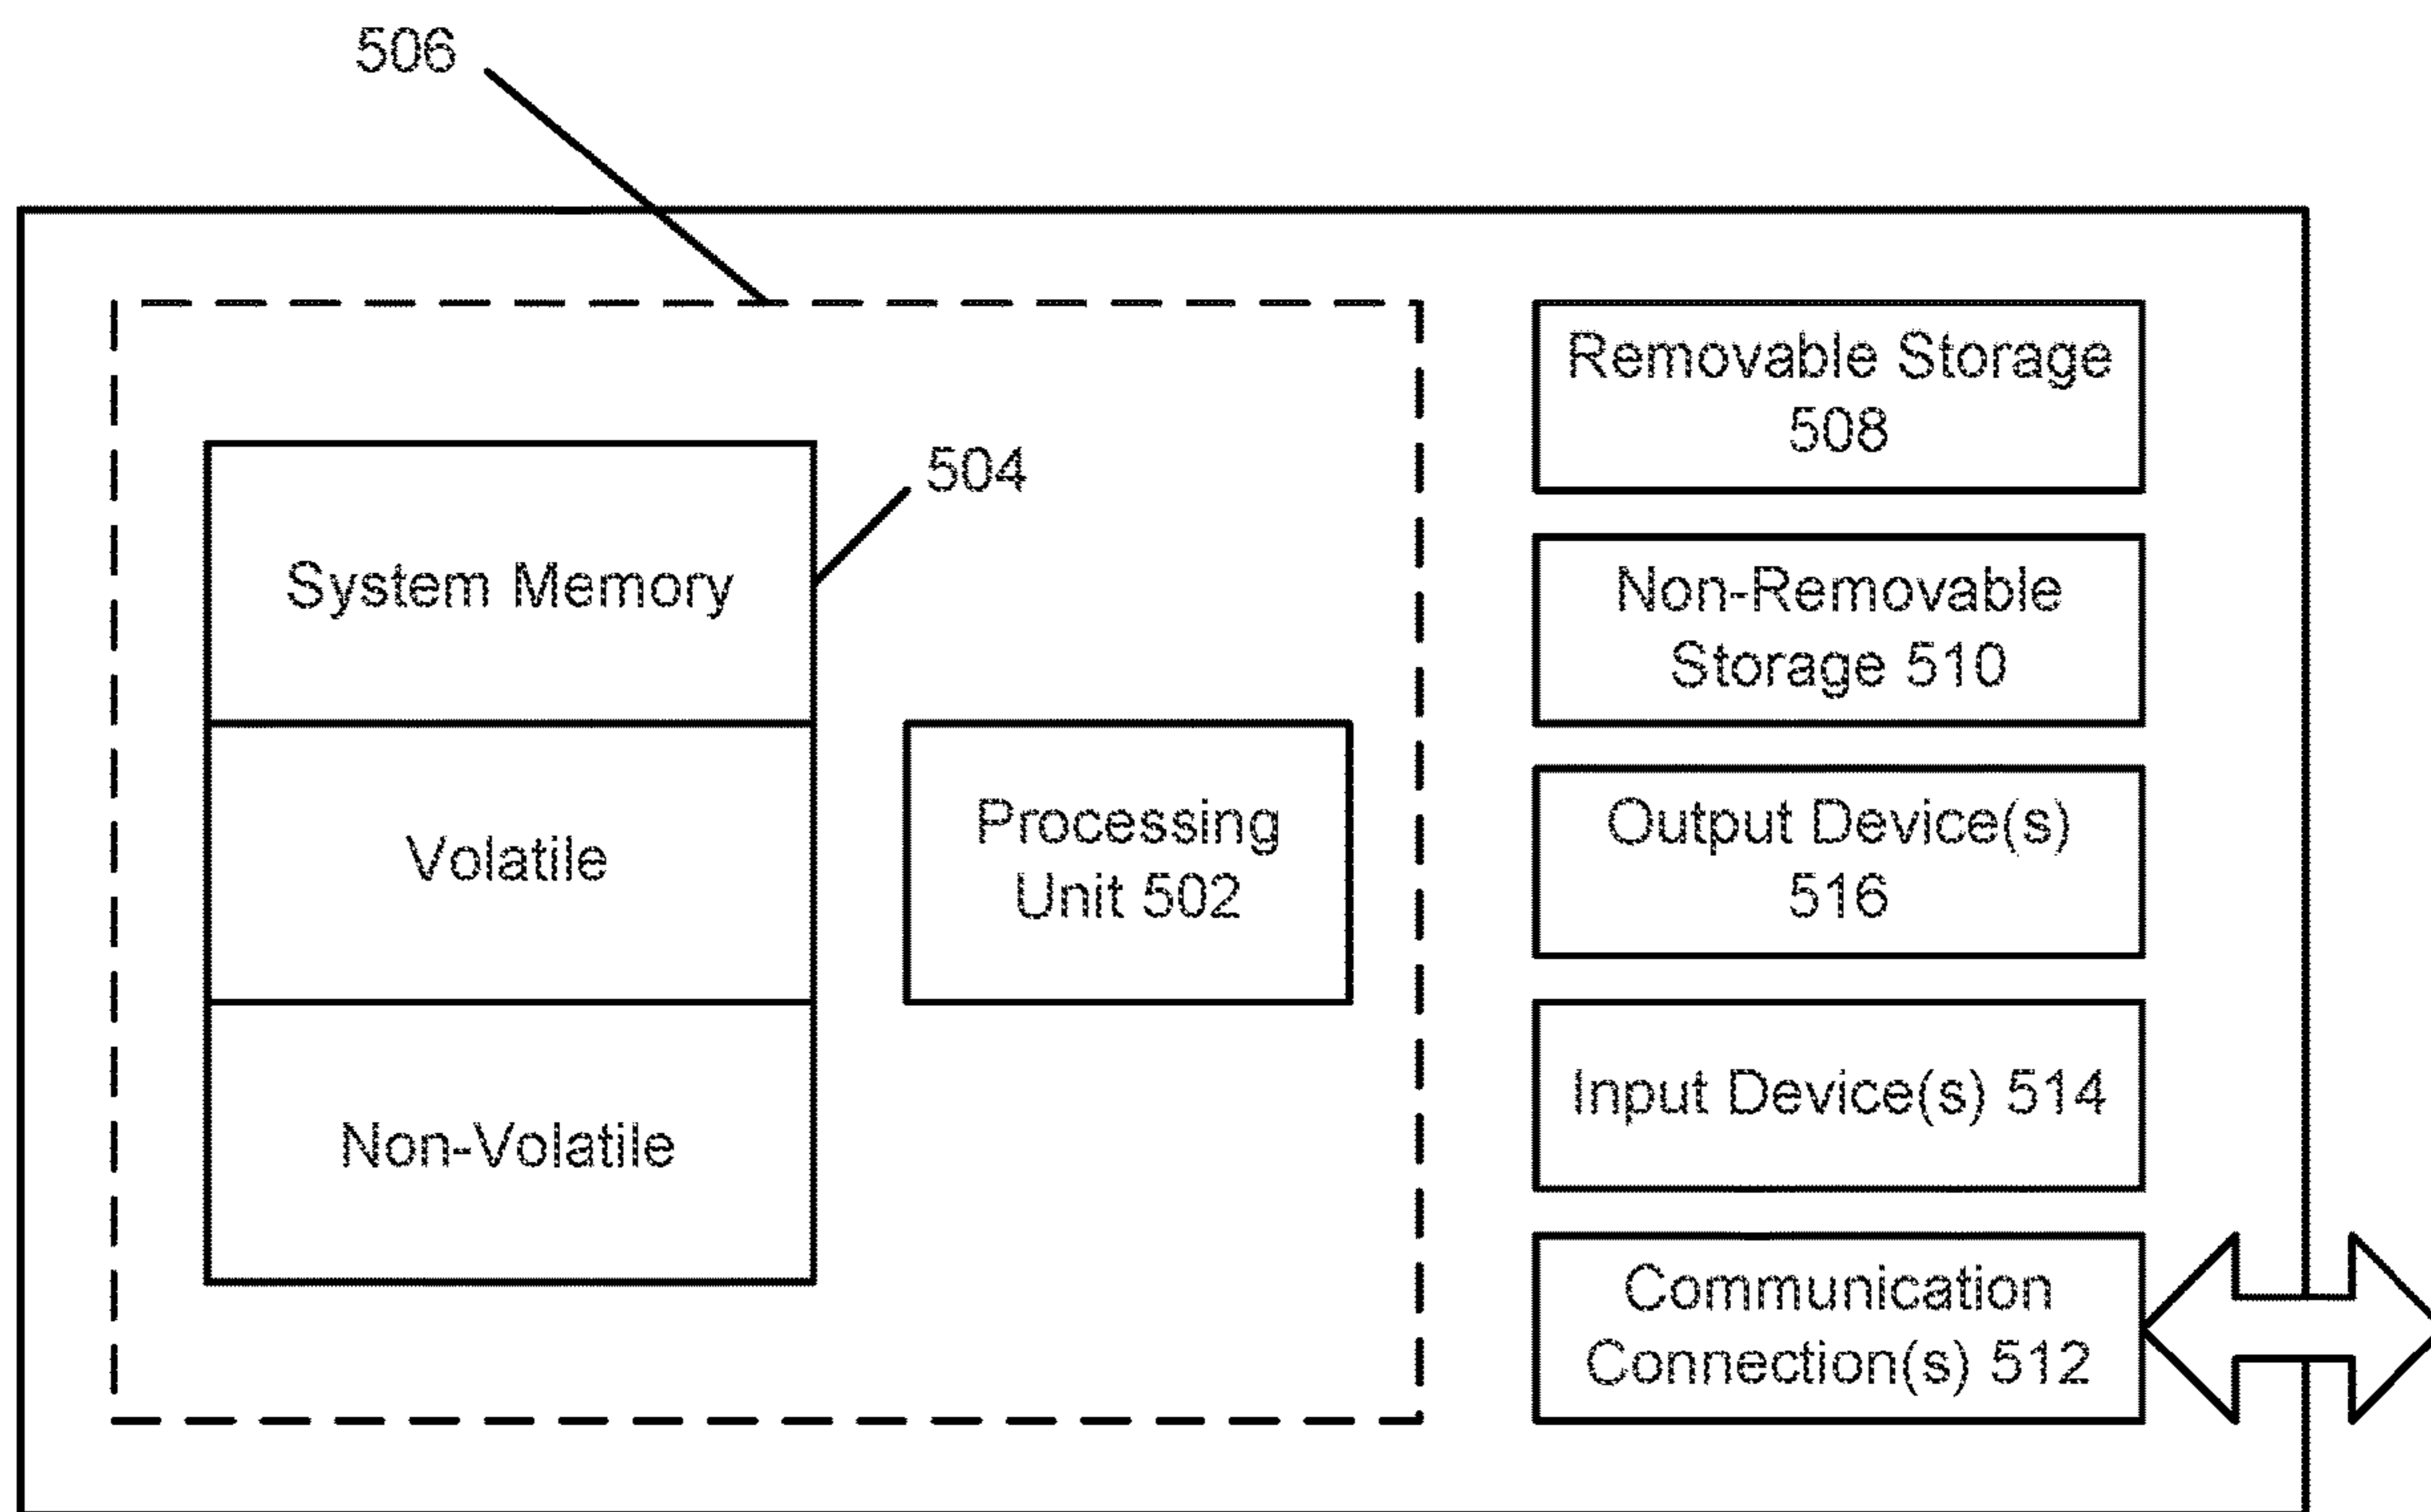 506
504
System Memory
Volatile
Non-Volatile
Processing
Unit 502
Removable Storage
508
Non-Removable
Storage 510
Output Device(s)
516
Input Device(s) 514
Communication
Connection(s) 512